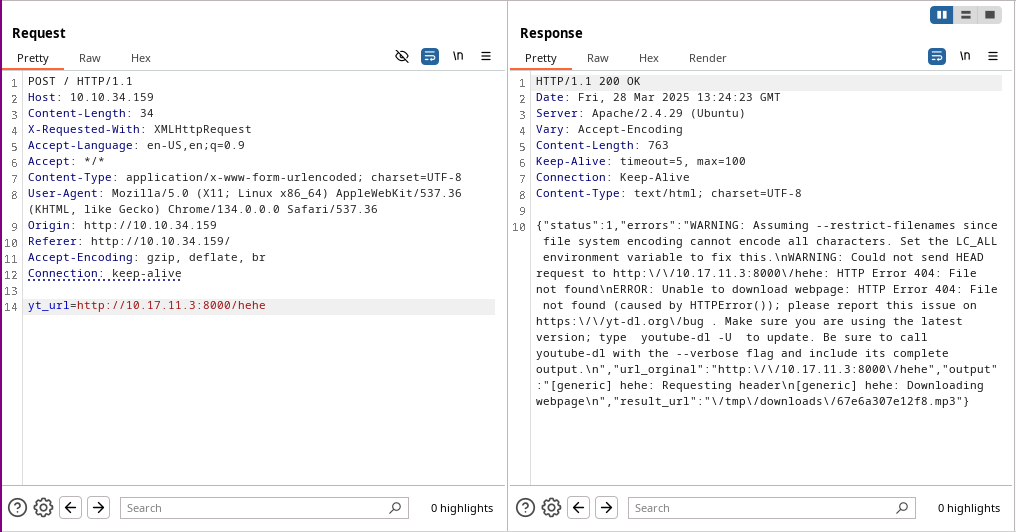 Request
Pretty Raw Hex \n
1 POST / HTTP/1.1
2 Host: 10.10.34.159
3 Content-Length: 34
4 X-Requested-With: XMLHttpRequest
5 Accept-Language: en-US,en;q=0.9
6 Accept: */*
7 Content-Type: application/x-www-form-urlencoded; charset=UTF-8
8 User-Agent: Mozilla/5.0 (X11; Linux x86_64) AppleWebKit/537.36
(KHTML, like Gecko) Chrome/134.0.0.0 Safari/537.36
9 Origin: http://10.10.34.159
10 Referer: http://10.10.34.159/
11 Accept-Encoding: gzip, deflate, br
12 Connection: keep-alive
13
14 yt_url=http://10.17.11.3:8000/hehe
Search 0 highlights
Response
Pretty Raw Hex Render \n
1 HTTP/1.1 200 OK
2 Date: Fri, 28 Mar 2025 13:24:23 GMT
3 Server: Apache/2.4.29 (Ubuntu)
4 Vary: Accept-Encoding
5 Content-Length: 763
6 Keep-Alive: timeout=5, max=100
7 Connection: Keep-Alive
8 Content-Type: text/html; charset=UTF-8
9
10 {"status":1,"errors":"WARNING: Assuming --restrict-filenames since
file system encoding cannot encode all characters. Set the LC_ALL
environment variable to fix this.\nWARNING: Could not send HEAD
request to http:\/\/10.17.11.3:8000\/hehe: HTTP Error 404: File
not found\nERROR: Unable to download webpage: HTTP Error 404: File
not found (caused by HTTPError()); please report this issue on
https:\/\/yt-dl.org\/bug . Make sure you are using the latest
version; type  youtube-dl -U  to update. Be sure to call
youtube-dl with the --verbose flag and include its complete
output.\n","url_orginal":"http:\/\/10.17.11.3:8000\/hehe","output"
:"[generic] hehe: Requesting header\n[generic] hehe: Downloading
webpage\n","result_url":"\/tmp\/downloads\/67e6a307e12f8.mp3"}
Search 0 highlights